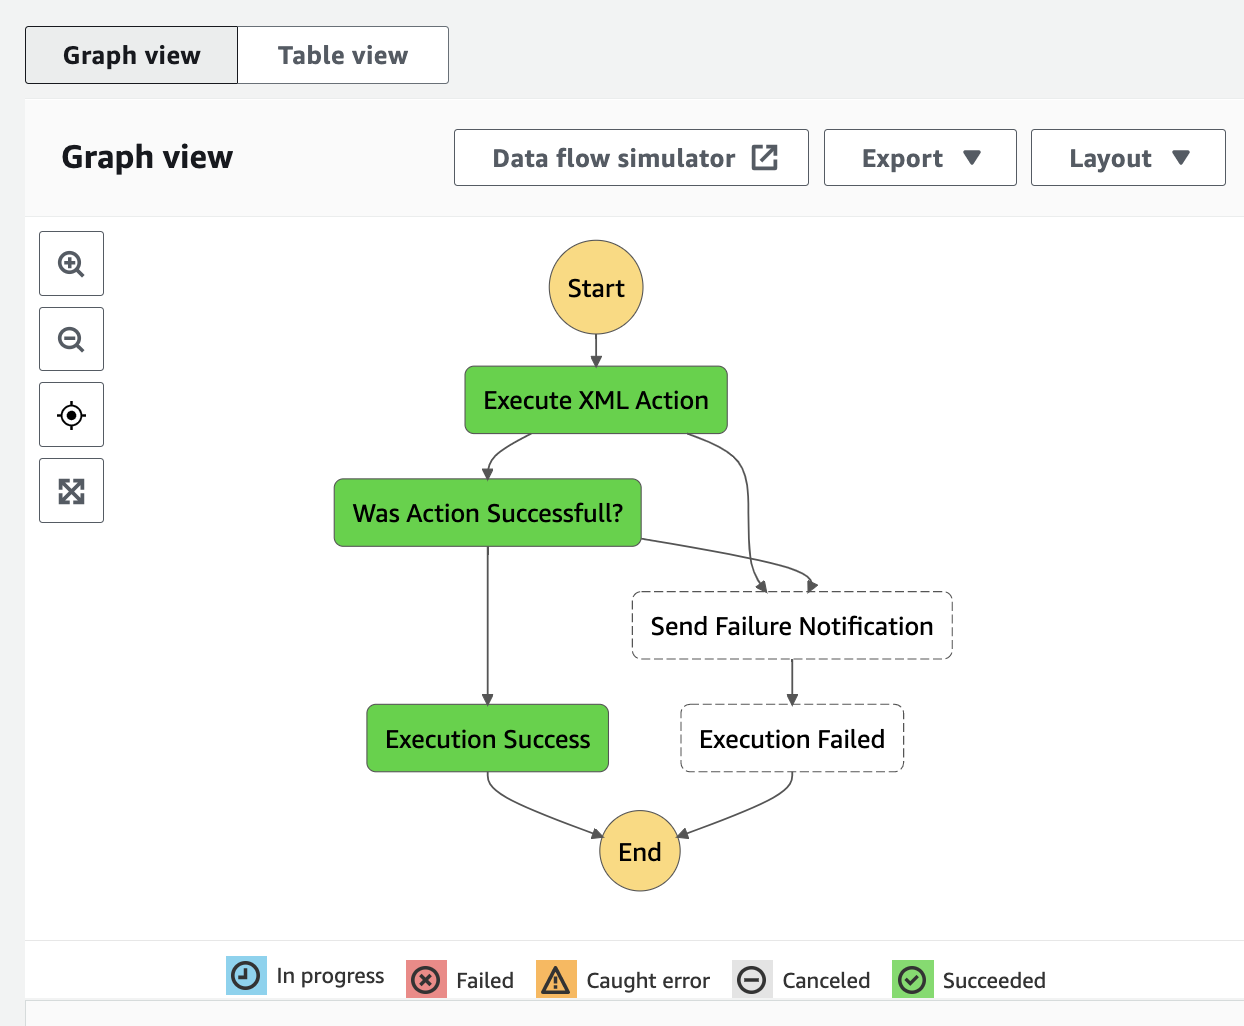 Graph view
Table view
Graph view
Data flow simulator
Export
Layout
Start
Execute XML Action
Was Action Successfull?
Send Failure Notification
Execution Success
Execution Failed
End
In progress
Failed
Caught error
Canceled
Succeeded